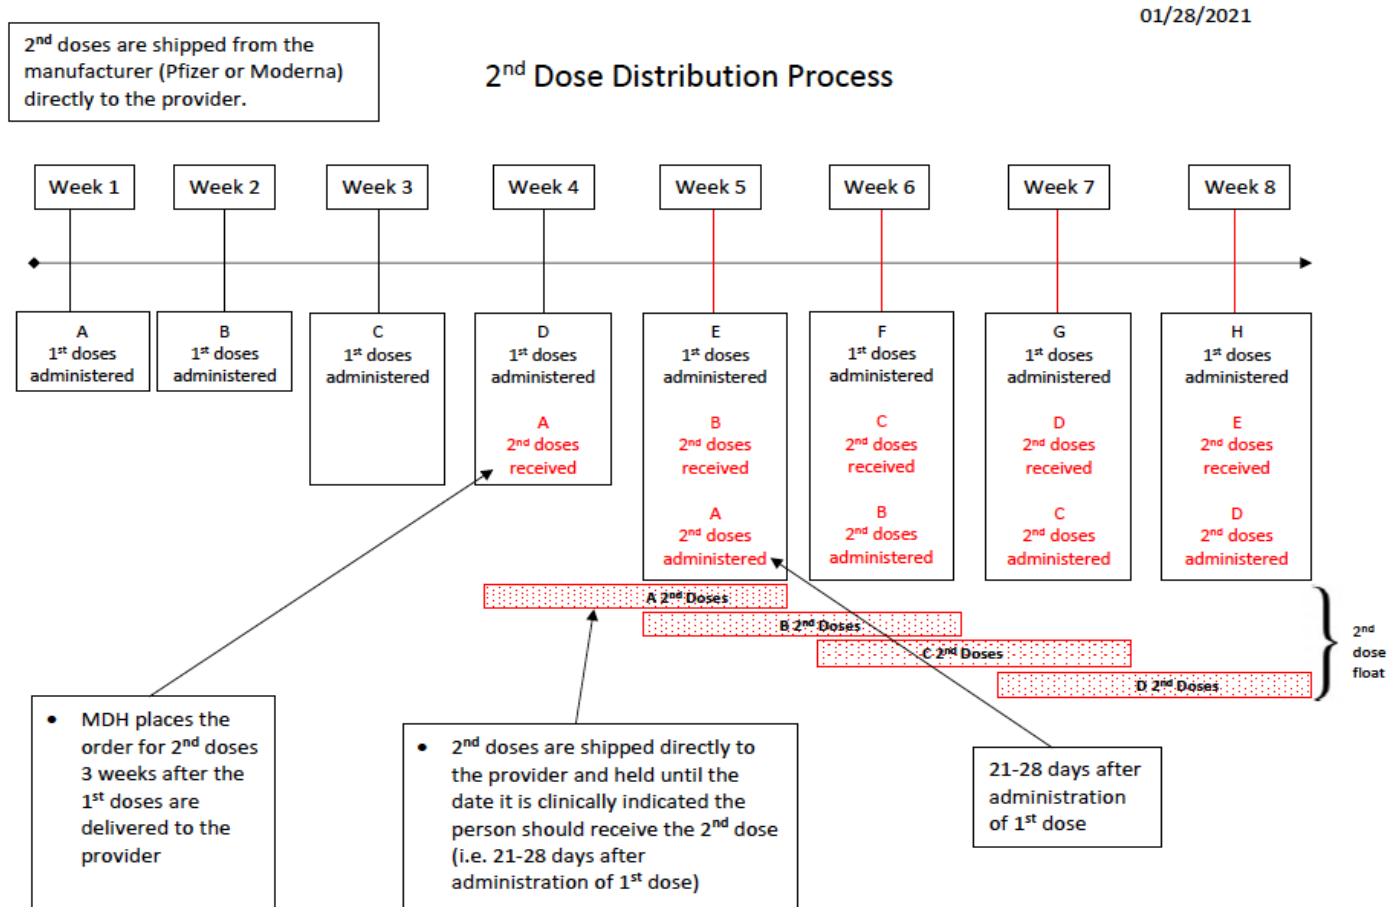 01/28/2021
2nd doses are shipped from the
manufacturer (Pfizer or Moderna)
directly to the provider.
2nd Dose Distribution Process
Week 1
Week 2
Week 3
Week 4
Week 5
Week 6
Week 7
Week 8
A
1st doses
administered
B
1st doses
administered
C
1st doses
administered
D
1st doses
administered
A
2nd doses
received
E
1st doses
administered
B
2nd doses
received
A
2nd doses
administered
F
1st doses
administered
C
2nd doses
received
B
2nd doses
administered
G
1st doses
administered
D
2nd doses
received
C
2nd doses
administered
H
1st doses
administered
E
2nd doses
received
D
2nd doses
administered
A 2nd Doses
B 2nd Doses
C 2nd Doses
D 2nd Doses
2nd
dose
float
• MDH places the
order for 2nd doses
3 weeks after the
1st doses are
delivered to the
provider
• 2nd doses are shipped directly to
the provider and held until the
date it is clinically indicated the
person should receive the 2nd dose
(i.e. 21-28 days after
administration of 1st dose)
21-28 days after
administration
of 1st dose